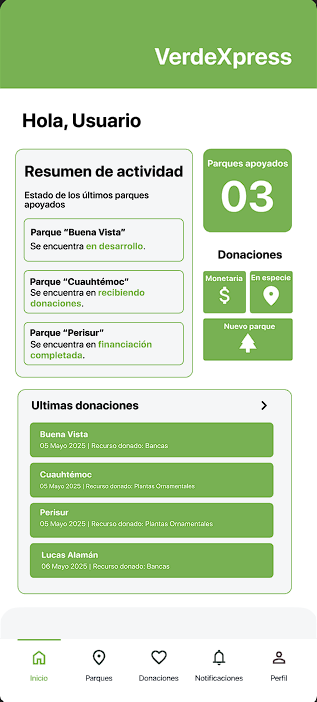 VerdeXpress
Hola, Usuario
Resumen de actividad
Estado de los últimos parques
apoyados
Parque “Buena Vista”
Se encuentra en desarrollo.
Parque “Cuauhtémoc”
Se encuentra en recibiendo
donaciones.
Parque “Perisur”
Se encuentra en financiación
completada.
Parques apoyados
03
Donaciones
Monetaria
En especie
Nuevo parque
Ultimas donaciones
Buena Vista
05 Mayo 2025 | Recurso donado: Bancas
Cuauhtémoc
05 Mayo 2025 | Recurso donado: Plantas Ornamentales
Perisur
05 Mayo 2025 | Recurso donado: Plantas Ornamentales
Lucas Alamán
06 Mayo 2025 | Recurso donado: Bancas
Inicio
Parques
Donaciones
Notificaciones
Perfil